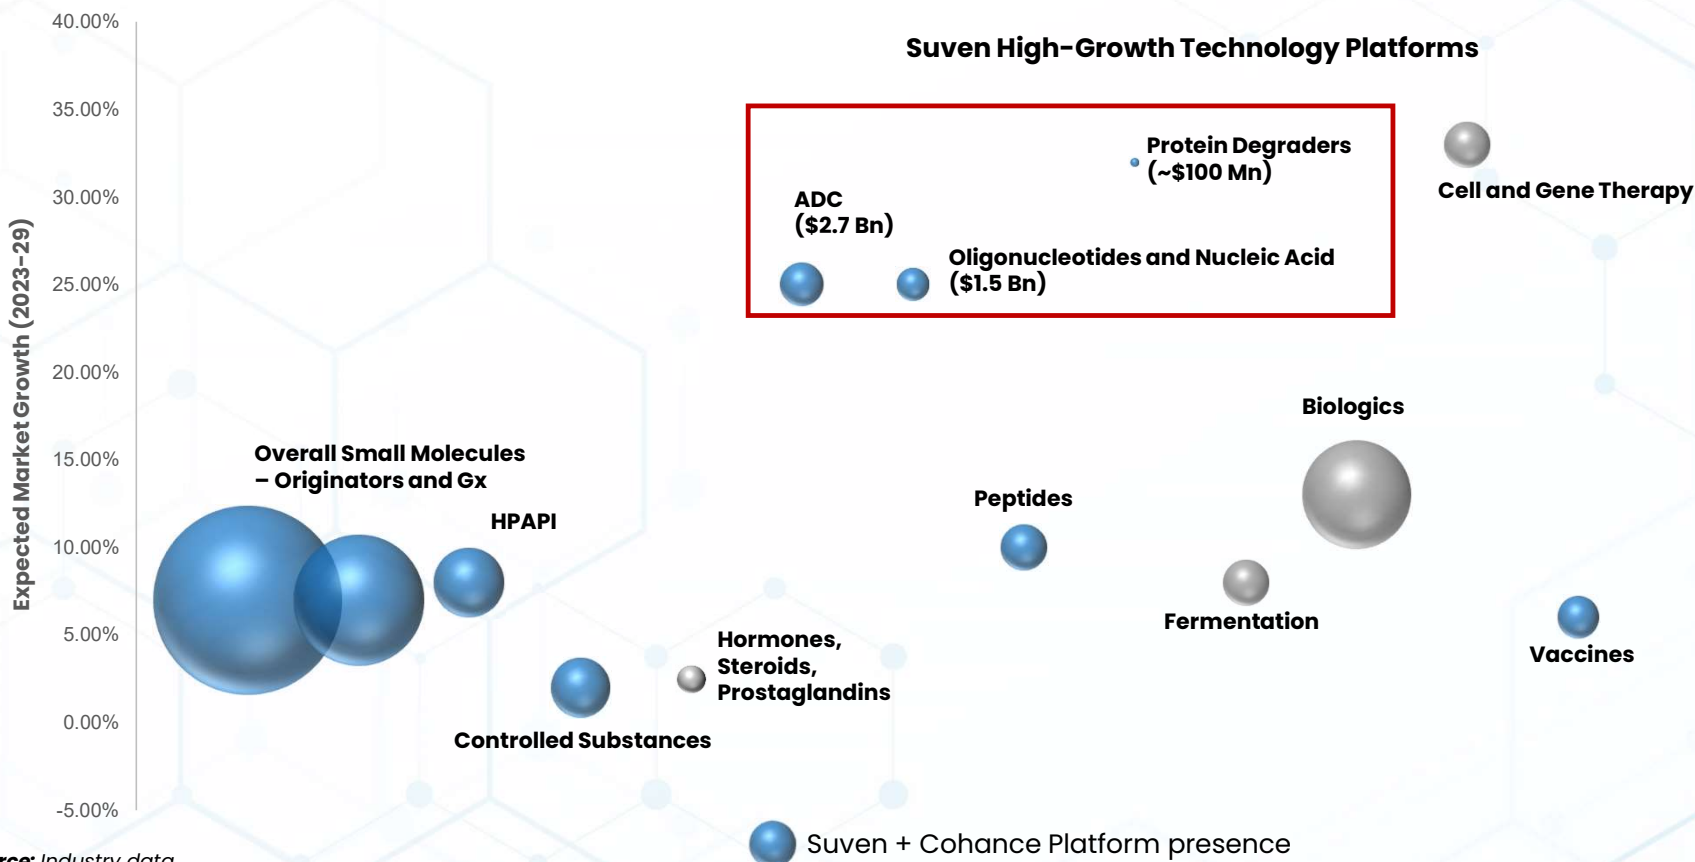 Suven High-Growth Technology Platforms
40.00%
35.00%
30.00%
25.00%
20.00%
15.00%
10.00%
5.00%
0.00%
-5.00%
Expected Market Growth (2023-29)
Protein Degraders
(~$100 Mn)
Cell and Gene Therapy
ADC
($2.7 Bn)
Oligonucleotides and Nucleic Acid
($1.5 Bn)
Biologics
Overall Small Molecules
– Originators and Gx
HPAPI
Peptides
Fermentation
Hormones,
Steroids,
Prostaglandins
Vaccines
Controlled Substances
Suven + Cohance Platform presence
rce: Industry data